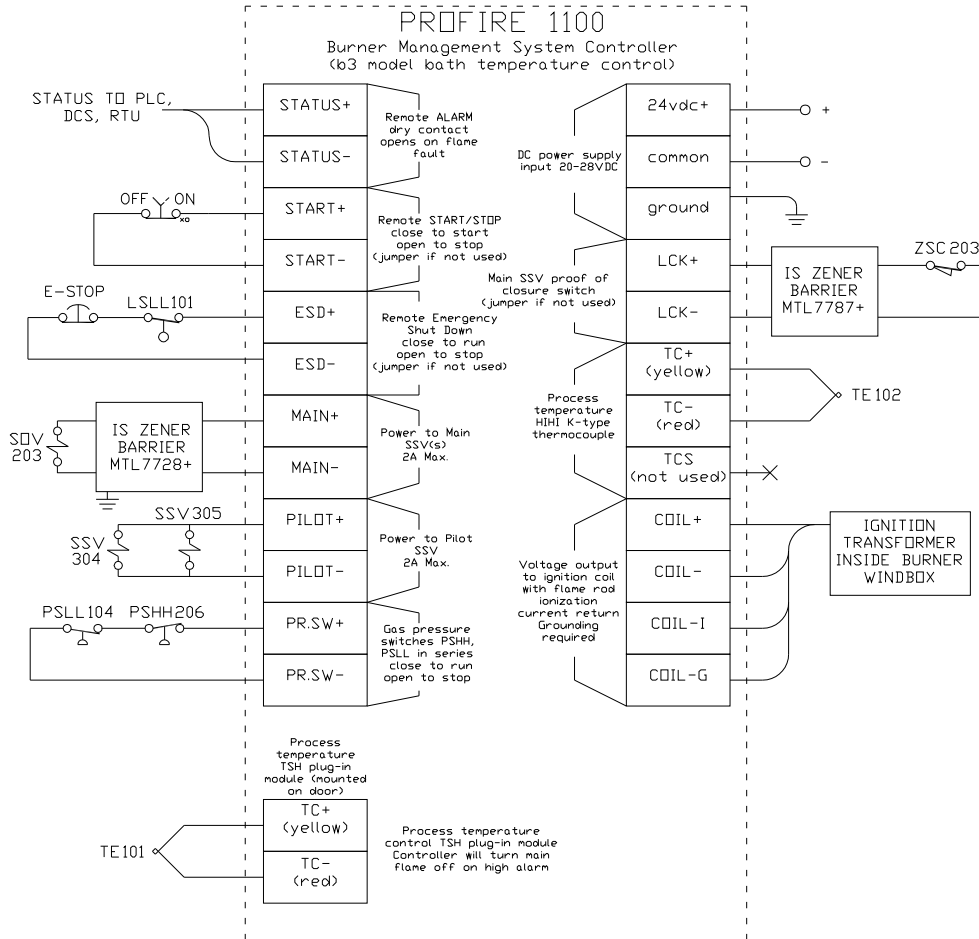 PROFIRE 1100
Burner Management System Controller
(b3 model bath temperature control)
STATUS TO PLC,
DCS, RTU
STATUS+
STATUS-
Remote ALARM
dry contact
opens on flame
fault
OFF ON
xo
START+
START-
Remote START/STOP
close to start
open to stop
(jumper if not used)
E-STOP
LSLL101
ESD+
ESD-
Remote Emergency
Shut Down
close to run
open to stop
(jumper if not used)
SOV
203
IS ZENER
BARRIER
MTL7728+
MAIN+
MAIN-
Power to Main
SSV(s)
2A Max.
SSV
304
SSV305
PILOT+
PILOT-
Power to Pilot
SSV
2A Max.
PSLL104
PSHH206
PR.SW+
PR.SW-
Gas pressure
switches PSHH,
PSLL in series
close to run
open to stop
DC power supply
input 20-28VDC
24vdc+
common
ground
+
-
Main SSV proof of
closure switch
(jumper if not used)
LCK+
LCK-
IS ZENER
BARRIER
MTL7787+
ZSC203
Process
temperature
HIHI K-type
thermocouple
TC+
(yellow)
TC-
(red)
TCS
(not used)
TE102
Voltage output
to ignition coil
with flame rod
ionization
current return
Grounding
required
COIL+
COIL-
COIL-I
COIL-G
IGNITION
TRANSFORMER
INSIDE BURNER
WINDBOX
Process
temperature
TSH plug-in
module (mounted
on door)
TE101
TC+
(yellow)
TC-
(red)
Process temperature
control TSH plug-in module
Controller will turn main
flame off on high alarm